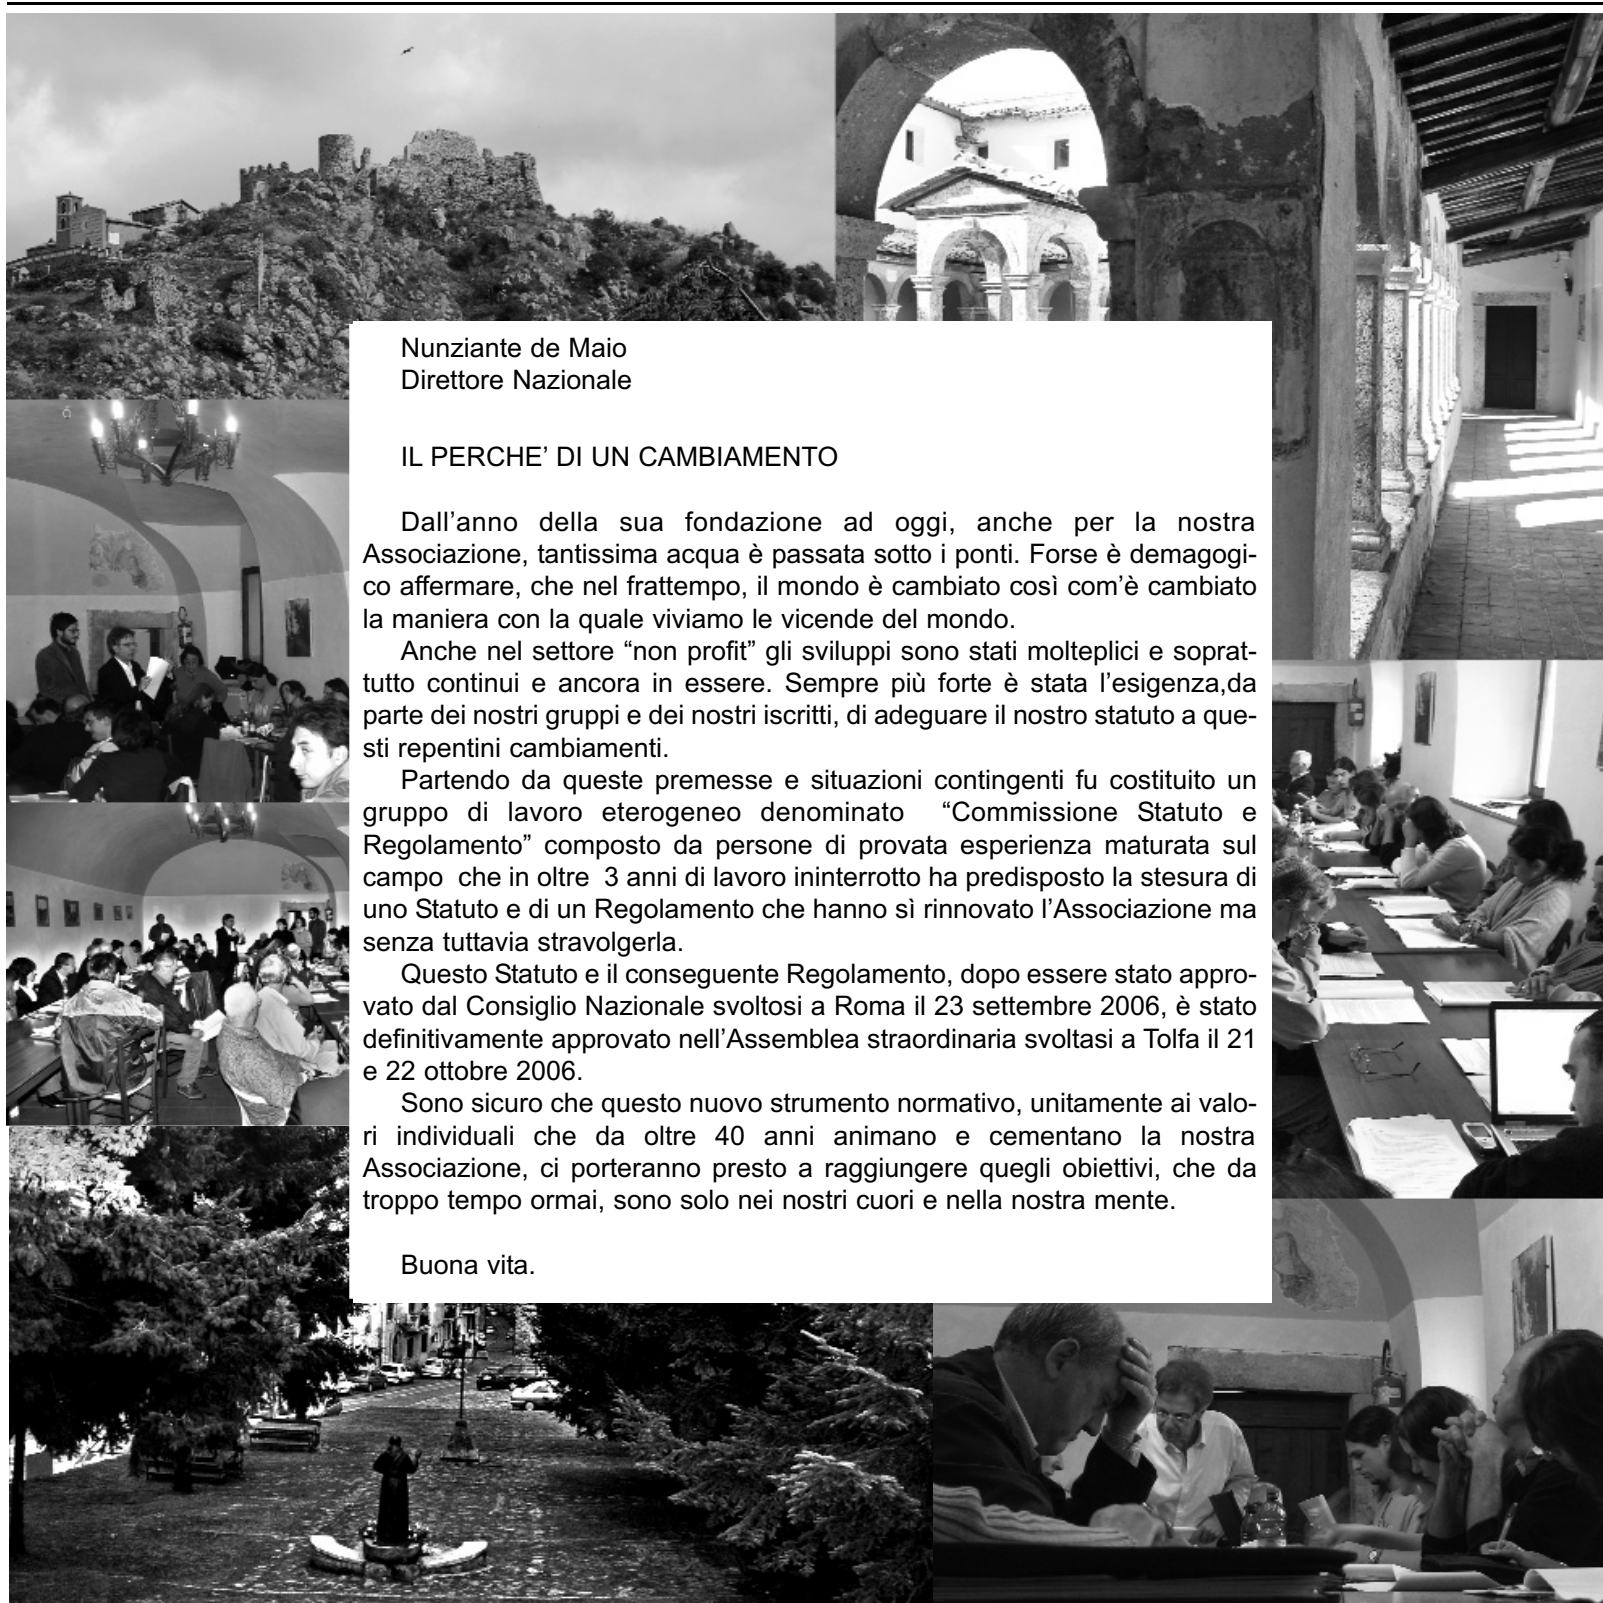 Nunziante de Maio
Direttore Nazionale
IL PERCHE’ DI UN CAMBIAMENTO
Dall’anno della sua fondazione ad oggi, anche per la nostra
Associazione, tantissima acqua è passata sotto i ponti. Forse è demagogi-
co affermare, che nel frattempo, il mondo è cambiato così com’è cambiato
la maniera con la quale viviamo le vicende del mondo.
Anche nel settore “non profit” gli sviluppi sono stati molteplici e soprat-
tutto continui e ancora in essere. Sempre più forte è stata l’esigenza,da
parte dei nostri gruppi e dei nostri iscritti, di adeguare il nostro statuto a que-
sti repentini cambiamenti.
Partendo da queste premesse e situazioni contingenti fu costituito un
gruppo di lavoro eterogeneo denominato “Commissione Statuto e
Regolamento” composto da persone di provata esperienza maturata sul
campo che in oltre 3 anni di lavoro ininterrotto ha predisposto la stesura di
uno Statuto e di un Regolamento che hanno sì rinnovato l’Associazione ma
senza tuttavia stravolgerla.
Questo Statuto e il conseguente Regolamento, dopo essere stato appro-
vato dal Consiglio Nazionale svoltosi a Roma il 23 settembre 2006, è stato
definitivamente approvato nell’Assemblea straordinaria svoltasi a Tolfa il 21
e 22 ottobre 2006.
Sono sicuro che questo nuovo strumento normativo, unitamente ai valo-
ri individuali che da oltre 40 anni animano e cementano la nostra
Associazione, ci porteranno presto a raggiungere quegli obiettivi, che da
troppo tempo ormai, sono solo nei nostri cuori e nella nostra mente.
Buona vita.